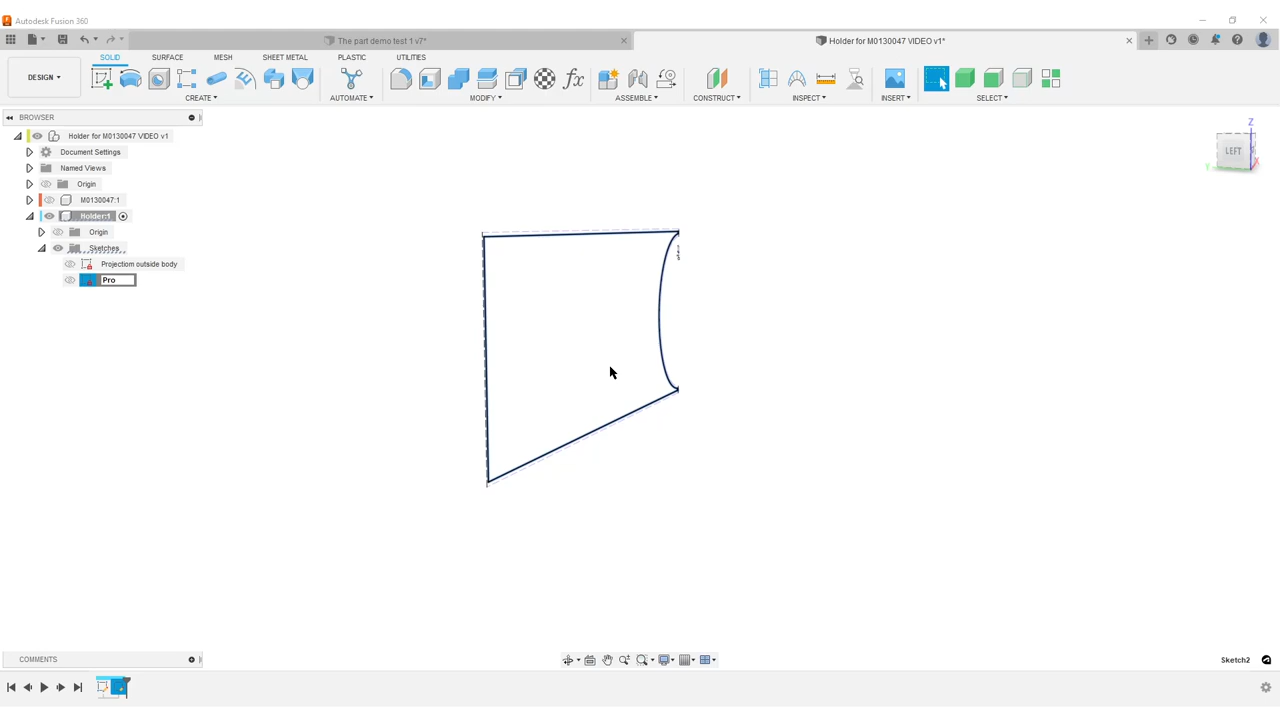 Autodesk Fusion 360
The part demo test 1 v7*
Holder for M0130047 VIDEO v1*
SOLID SURFACE MESH SHEET METAL PLASTIC UTILITIES
DESIGN
CREATE AUTOMATE MODIFY ASSEMBLE CONSTRUCT INSPECT INSERT SELECT
fx
BROWSER
Holder for M0130047 VIDEO v1
Document Settings
Named Views
Origin
M0130047:1
Holder:1
Origin
Sketches
Projectiom outside body
Pro
Z
LEFT
Y
X
COMMENTS
Sketch2